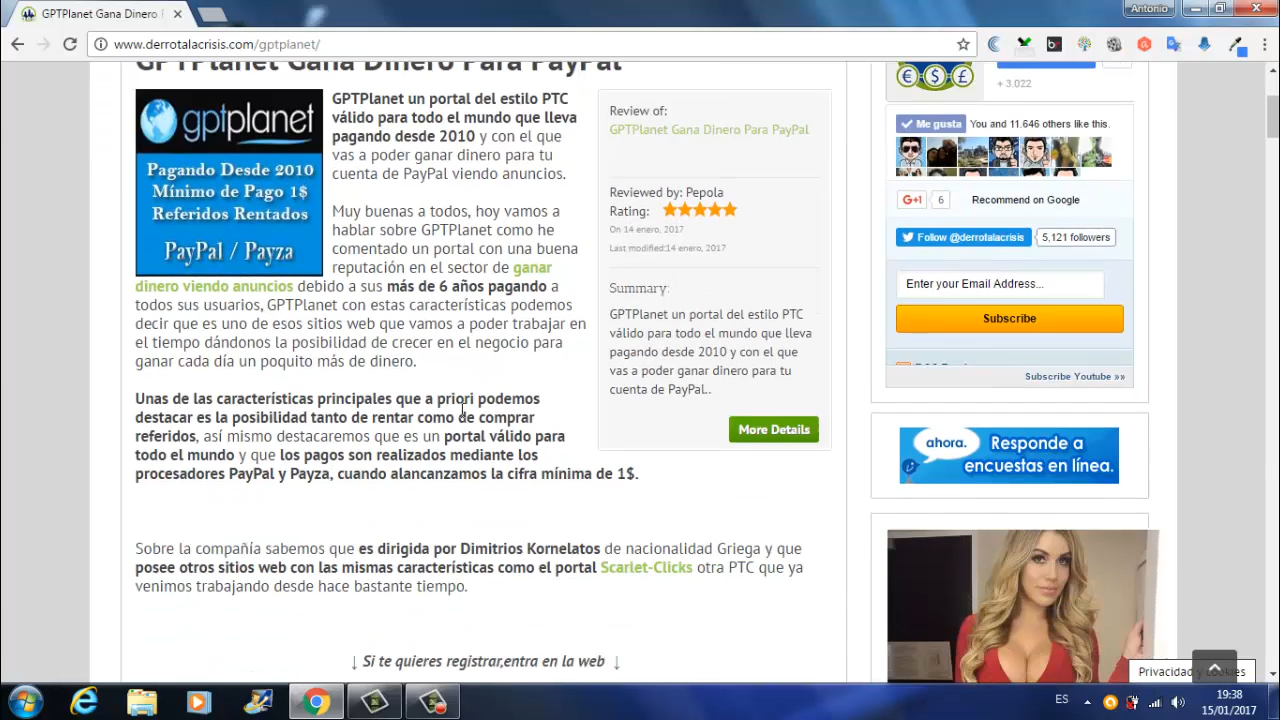 GPTPlanet Gana Dinero P
Antonio
www.derrotalacrisis.com/gptplanet/
GPTPlanet Gana Dinero Para PayPal
gptplanet
Pagando Desde 2010
Mínimo de Pago 1$
Referidos Rentados
PayPal / Payza
GPTPlanet un portal del estilo PTC
válido para todo el mundo que lleva
pagando desde 2010 y con el que
vas a poder ganar dinero para tu
cuenta de PayPal viendo anuncios.
Muy buenas a todos, hoy vamos a
hablar sobre GPTPlanet como he
comentado un portal con una buena
reputación en el sector de ganar
dinero viendo anuncios debido a sus más de 6 años pagando a
todos sus usuarios, GPTPlanet con estas características podemos
decir que es uno de esos sitios web que vamos a poder trabajar en
el tiempo dándonos la posibilidad de crecer en el negocio para
ganar cada día un poquito más de dinero.
Unas de las características principales que a priori podemos
destacar es la posibilidad tanto de rentar como de comprar
referidos, así mismo destacaremos que es un portal válido para
todo el mundo y que los pagos son realizados mediante los
procesadores PayPal y Payza, cuando alancanzamos la cifra mínima de 1$.
Sobre la compañía sabemos que es dirigida por Dimitrios Kornelatos de nacionalidad Griega y que
posee otros sitios web con las mismas características como el portal Scarlet-Clicks otra PTC que ya
venimos trabajando desde hace bastante tiempo.
↓ Si te quieres registrar,entra en la web ↓
Review of:
GPTPlanet Gana Dinero Para PayPal
Reviewed by: Pepola
Rating: ★★★★★
On 14 enero, 2017
Last modified:14 enero, 2017
Summary:
GPTPlanet un portal del estilo PTC
válido para todo el mundo que lleva
pagando desde 2010 y con el que
vas a poder ganar dinero para tu
cuenta de PayPal..
More Details
€ $ £
+ 3.022
Me gusta You and 11.646 others like this.
G+1 6 Recommend on Google
Follow @derrotalacrisis 5,121 followers
Enter your Email Address...
Subscribe
Subscribe Youtube »»
ahora. Responde a
encuestas en línea.
Privacidad y cookies
ES
19:38
15/01/2017